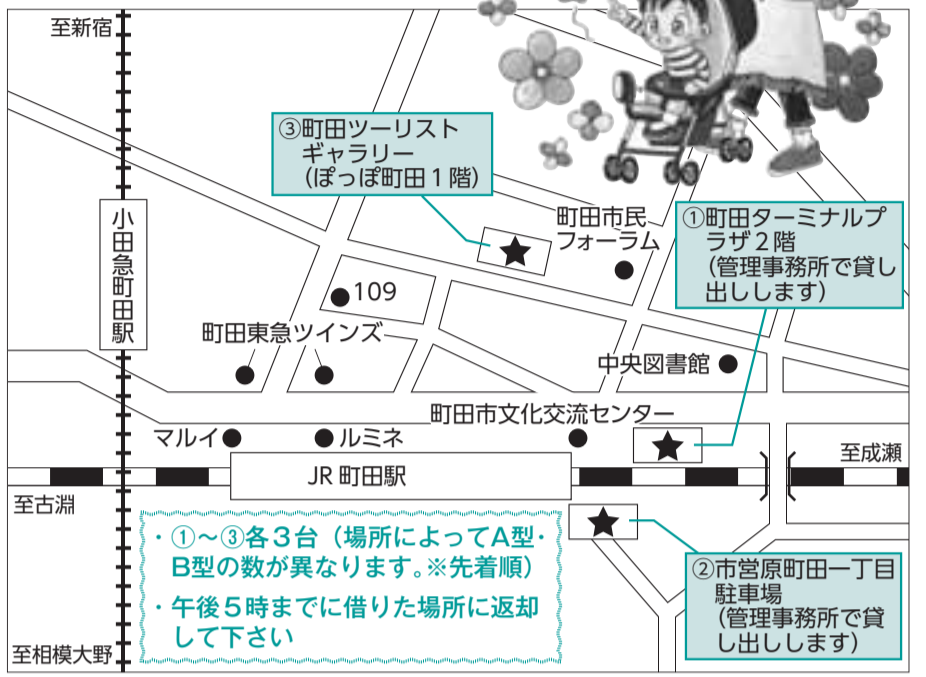 至新宿
③町田ツーリスト
ギャラリー
(ぽっぽ町田1階)
小田急町田駅
町田市民
フォーラム
①町田ターミナルプ
ラザ2階
(管理事務所で貸し
出しします)
109
町田東急ツインズ
中央図書館
町田市文化交流センター
マルイ
ルミネ
至成瀬
JR 町田駅
至古淵
・①〜③各3台(場所によってA型・
B型の数が異なります。※先着順)
・午後5時までに借りた場所に返却
して下さい
②市営原町田一丁目
駐車場
(管理事務所で貸
し出しします)
至相模大野